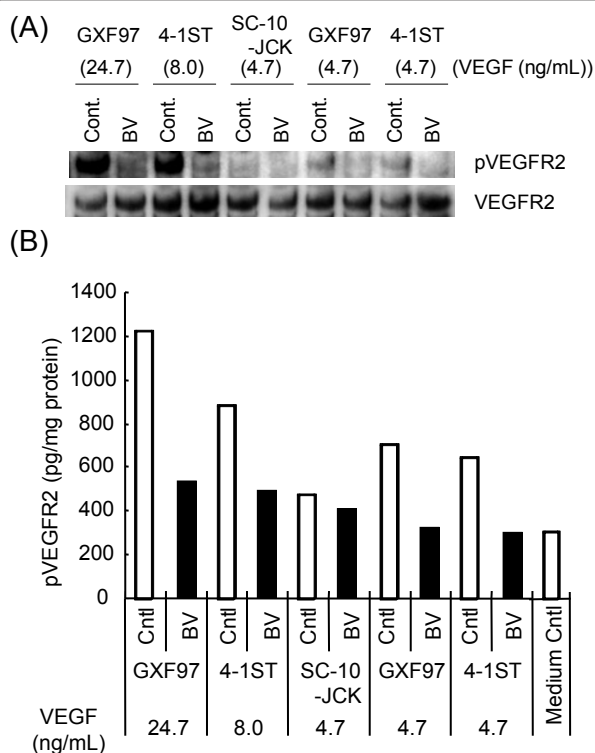 (A)
GXF97 4-1ST SC-10-JCK GXF97 4-1ST
(24.7) (8.0) (4.7) (4.7) (4.7) (VEGF (ng/mL))
Cont. BV Cont. BV Cont. BV Cont. BV Cont. BV
pVEGFR2
VEGFR2
(B)
pVEGFR2 (pg/mg protein)
1400
1200
1000
800
600
400
200
0
Cntl BV Cntl BV Cntl BV Cntl BV Cntl BV Medium Cntl
GXF97 4-1ST SC-10 GXF97 4-1ST
-JCK
VEGF 24.7 8.0 4.7 4.7 4.7
(ng/mL)